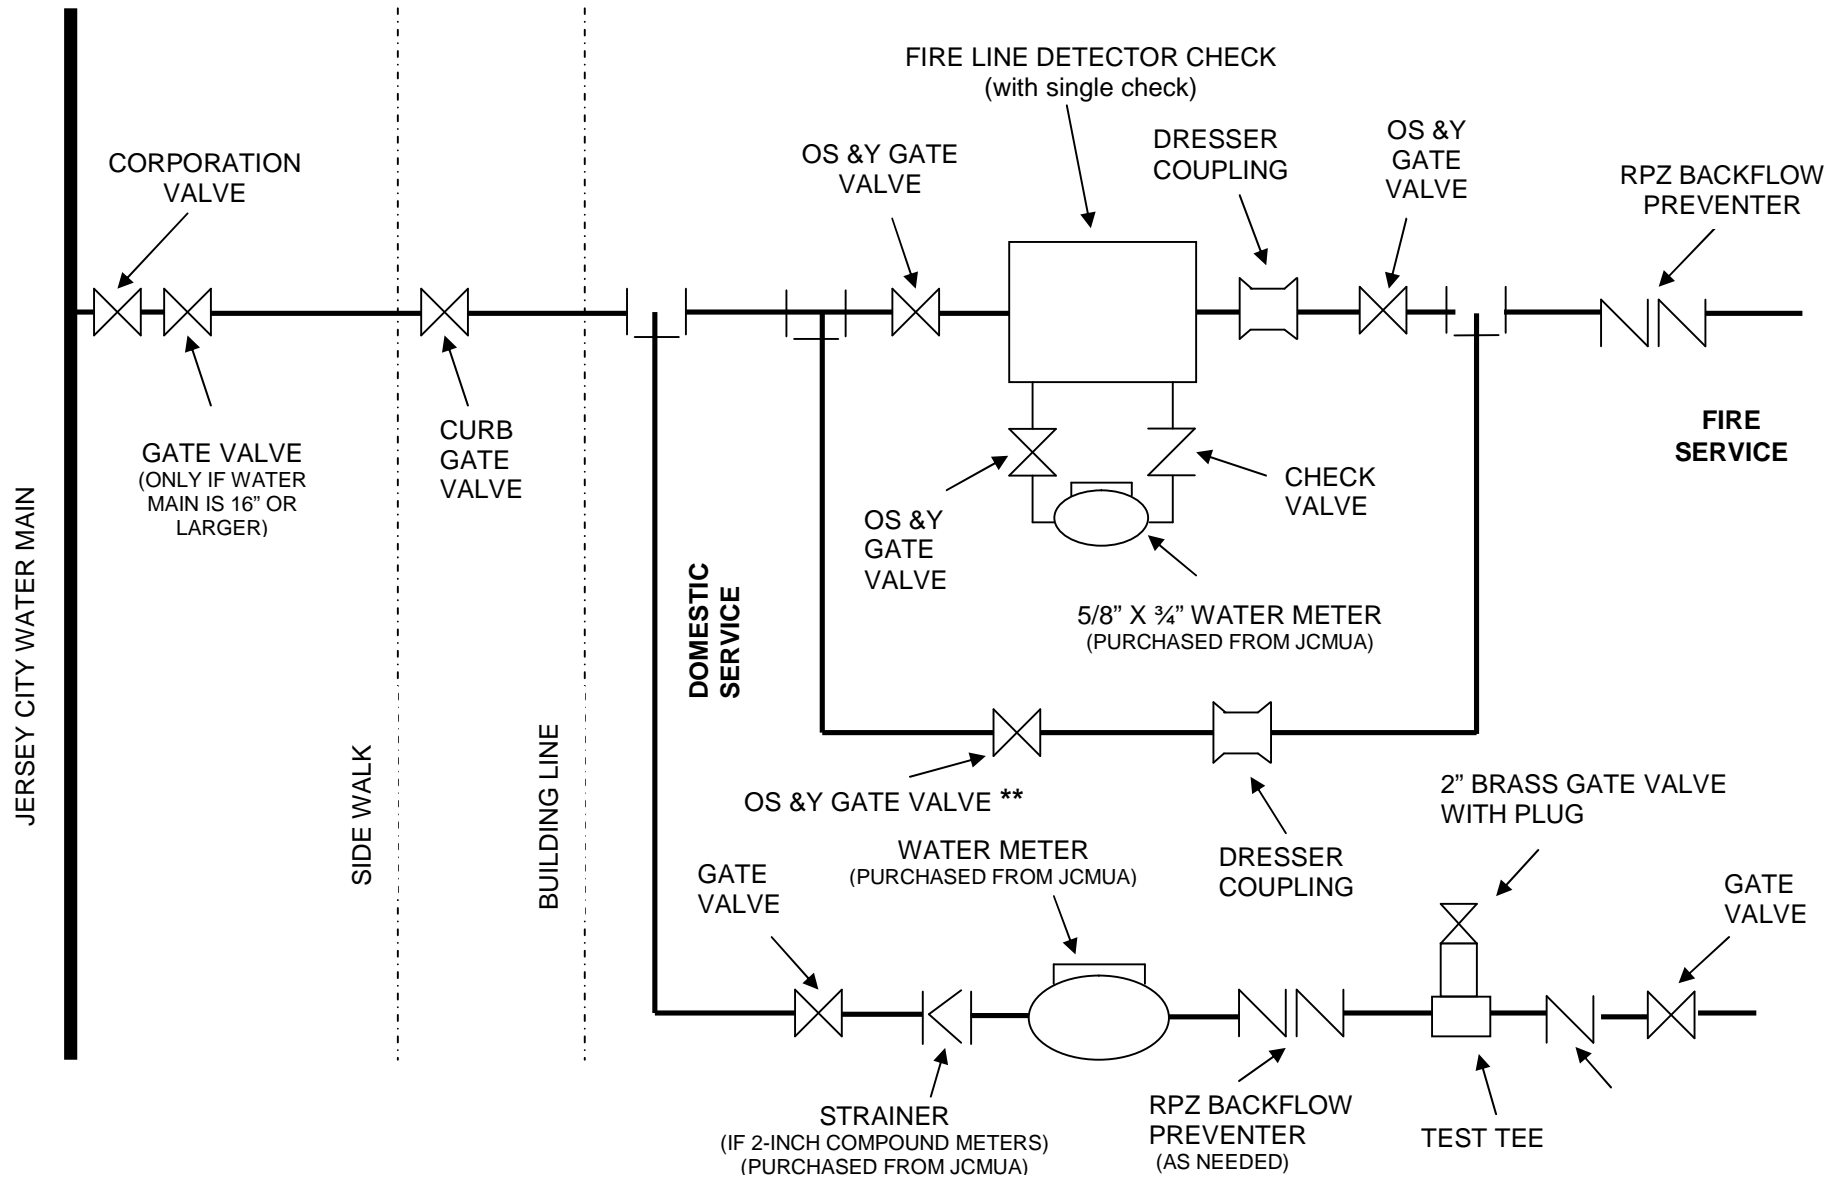 FIRE LINE DETECTOR CHECK
(with single check)
CORPORATION
VALVE
OS &Y GATE
VALVE
DRESSER
COUPLING
OS &Y
GATE
VALVE
RPZ BACKFLOW
PREVENTER
GATE VALVE
(ONLY IF WATER
MAIN IS 16” OR
LARGER)
CURB
GATE
VALVE
FIRE
SERVICE
OS &Y
GATE
VALVE
CHECK
VALVE
5/8” X ¾” WATER METER
(PURCHASED FROM JCMUA)
JERSEY CITY WATER MAIN
SIDE WALK
BUILDING LINE
DOMESTIC
SERVICE
OS &Y GATE VALVE **
DRESSER
COUPLING
2” BRASS GATE VALVE
WITH PLUG
GATE
VALVE
WATER METER
(PURCHASED FROM JCMUA)
GATE
VALVE
STRAINER
(IF 2-INCH COMPOUND METERS)
(PURCHASED FROM JCMUA)
RPZ BACKFLOW
PREVENTER
(AS NEEDED)
TEST TEE